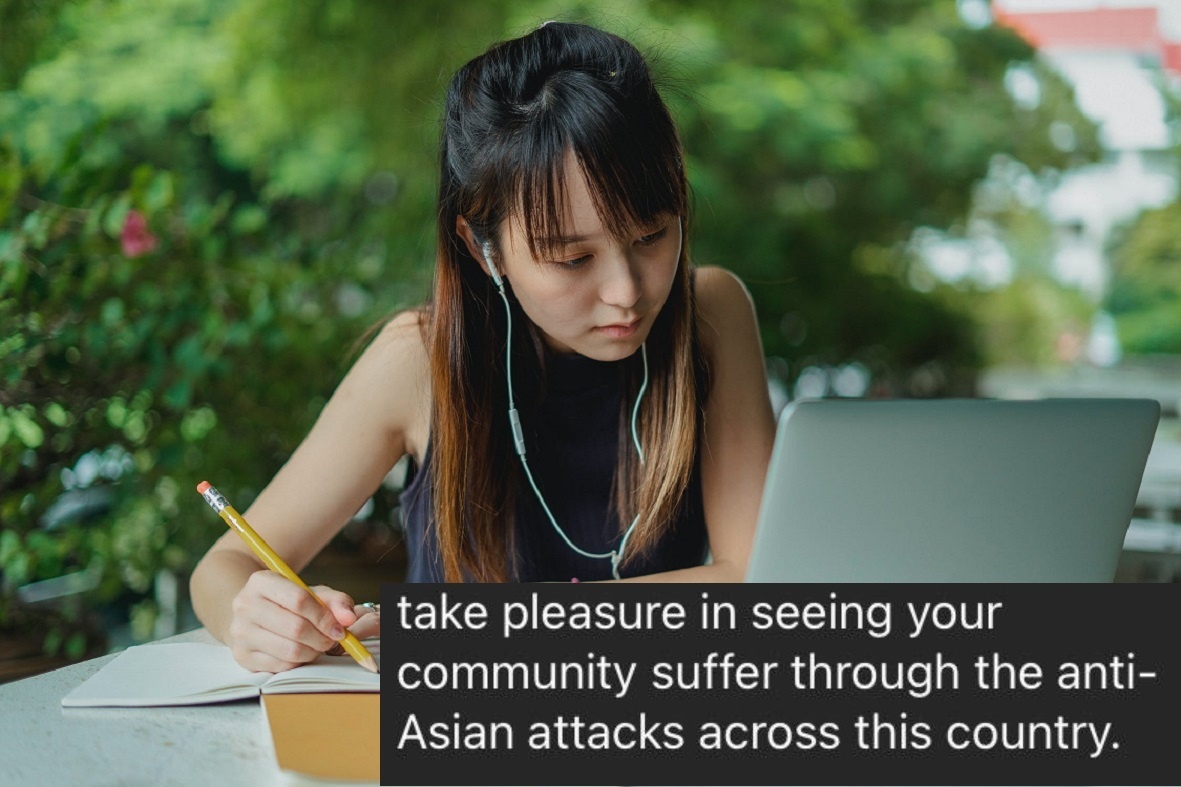 take pleasure in seeing your
community suffer through the anti-
Asian attacks across this country.